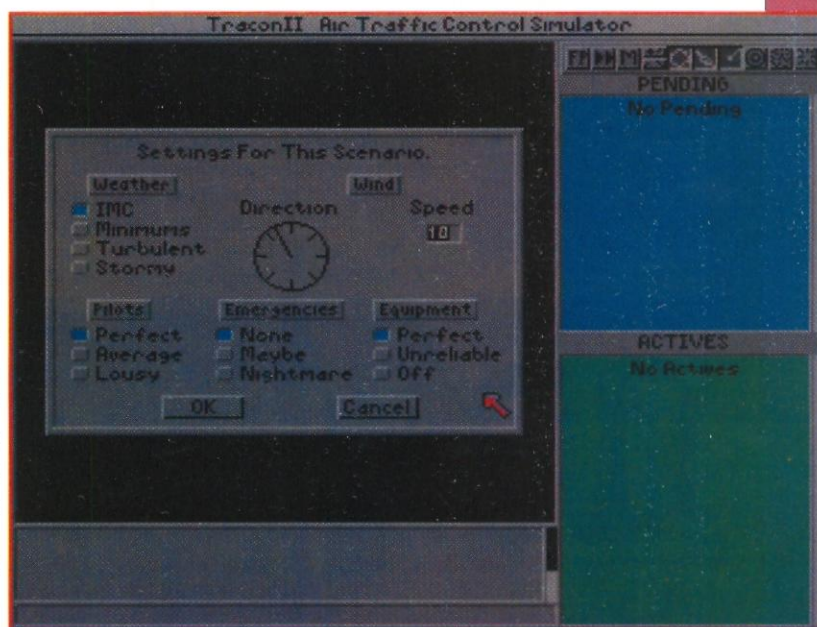 TraconII Air Traffic Control Simulator
PENDING
No Pending
Settings For This Scenario.
Weather
Wind
IMC
Minimums
Turbulent
Stormy
Direction
Speed
10
Pilots
Emergencies
Equipment
Perfect
Average
Lousy
None
Maybe
Nightmare
Perfect
Unreliable
Off
OK
Cancel
ACTIVES
No Actives